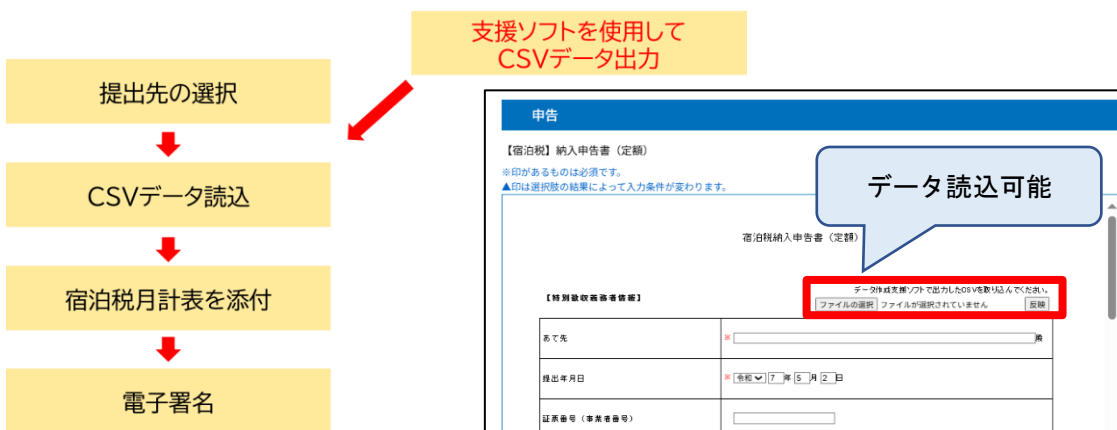 支援ソフトを使用して
CSVデータ出力
提出先の選択
CSVデータ読込
宿泊税月計表を添付
電子署名
申告
【宿泊税】納入申告書（定額）
※印があるものは必須です。
▲印は選択肢の結果によって入力条件が変わります。
データ読込可能
宿泊税納入申告書（定額）
【特別徴収義務者情報】
データ作成支援ソフトで出力したCSVを取り込んでください。
ファイルの選択 ファイルが選択されていません 反映
あて先 ※ 殿
提出年月日 ※ 令和 7 年 5 月 2 日
証票番号（事業者番号）